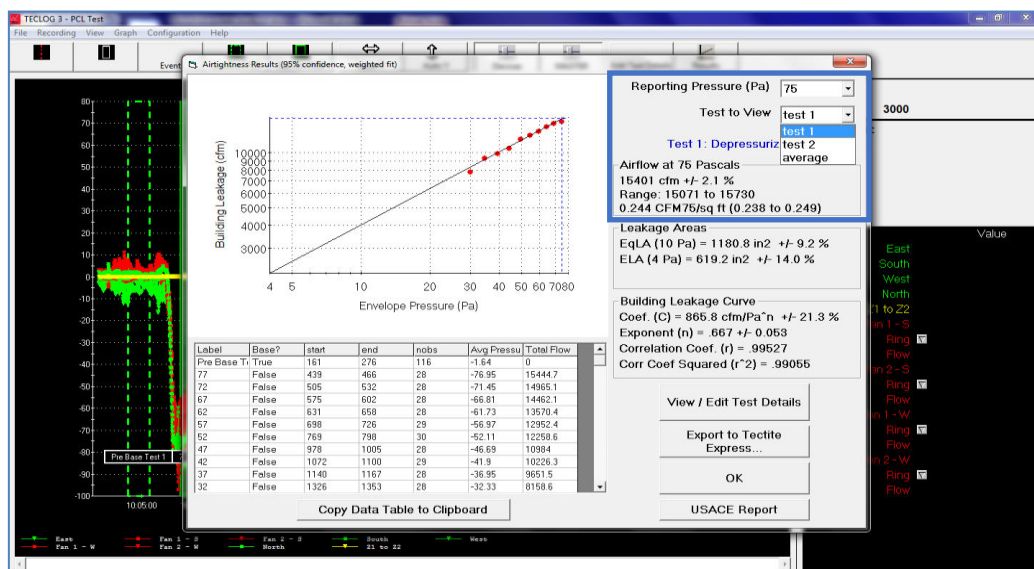 TECLOG 3 - PCL Test
File Recording View Graph Configuration Help
Event
Airtightness Results (95% confidence, weighted fit)
Building Leakage (cfm)
10000
9000
8000
7000
6000
5000
4000
3000
4 5 10 20 30 40 50 60 7080
Envelope Pressure (Pa)
Reporting Pressure (Pa) 75
Test to View test 1
test 1
test 2
average
Test 1: Depressuriz
Airflow at 75 Pascals
15401 cfm +/- 2.1 %
Range: 15071 to 15730
0.244 CFM75/sq ft (0.238 to 0.249)
Leakage Areas
EqLA (10 Pa) = 1180.8 in2 +/- 9.2 %
ELA (4 Pa) = 619.2 in2 +/- 14.0 %
Building Leakage Curve
Coef. (C) = 865.8 cfm/Pa^n +/- 21.3 %
Exponent (n) = .667 +/- 0.053
Correlation Coef. (r) = .99527
Corr Coef Squared (r^2) = .99055
Label Base? start end nobs Avg Pressu Total Flow
Pre Base T True 161 276 116 -1.64 0
77 False 439 466 28 -76.95 15444.7
72 False 505 532 28 -71.45 14965.1
67 False 575 602 28 -66.81 14462.1
62 False 631 658 28 -61.73 13570.4
57 False 698 726 29 -56.97 12952.4
52 False 769 798 30 -52.11 12258.6
47 False 978 1005 28 -46.69 10984
42 False 1072 1100 29 -41.9 10226.3
37 False 1140 1167 28 -36.95 9651.5
32 False 1326 1353 28 -32.33 8158.6
Copy Data Table to Clipboard
View / Edit Test Details
Export to Tectite
Express...
OK
USACE Report
80
70
60
50
40
30
20
10
0
-10
-20
-30
-40
-50
-60
-70
-80
-90
-100
Pre Base Test 1
10:05:00
East Fan 1 - S Fan 2 - S South West
Fan 1 - W Fan 2 - W North Z1 to Z2
3000
Value
East
South
West
North
Z1 to Z2
an 1 - S
Ring
Flow
an 2 - S
Ring
Flow
an 1 - W
Ring
Flow
an 2 - W
Ring
Flow